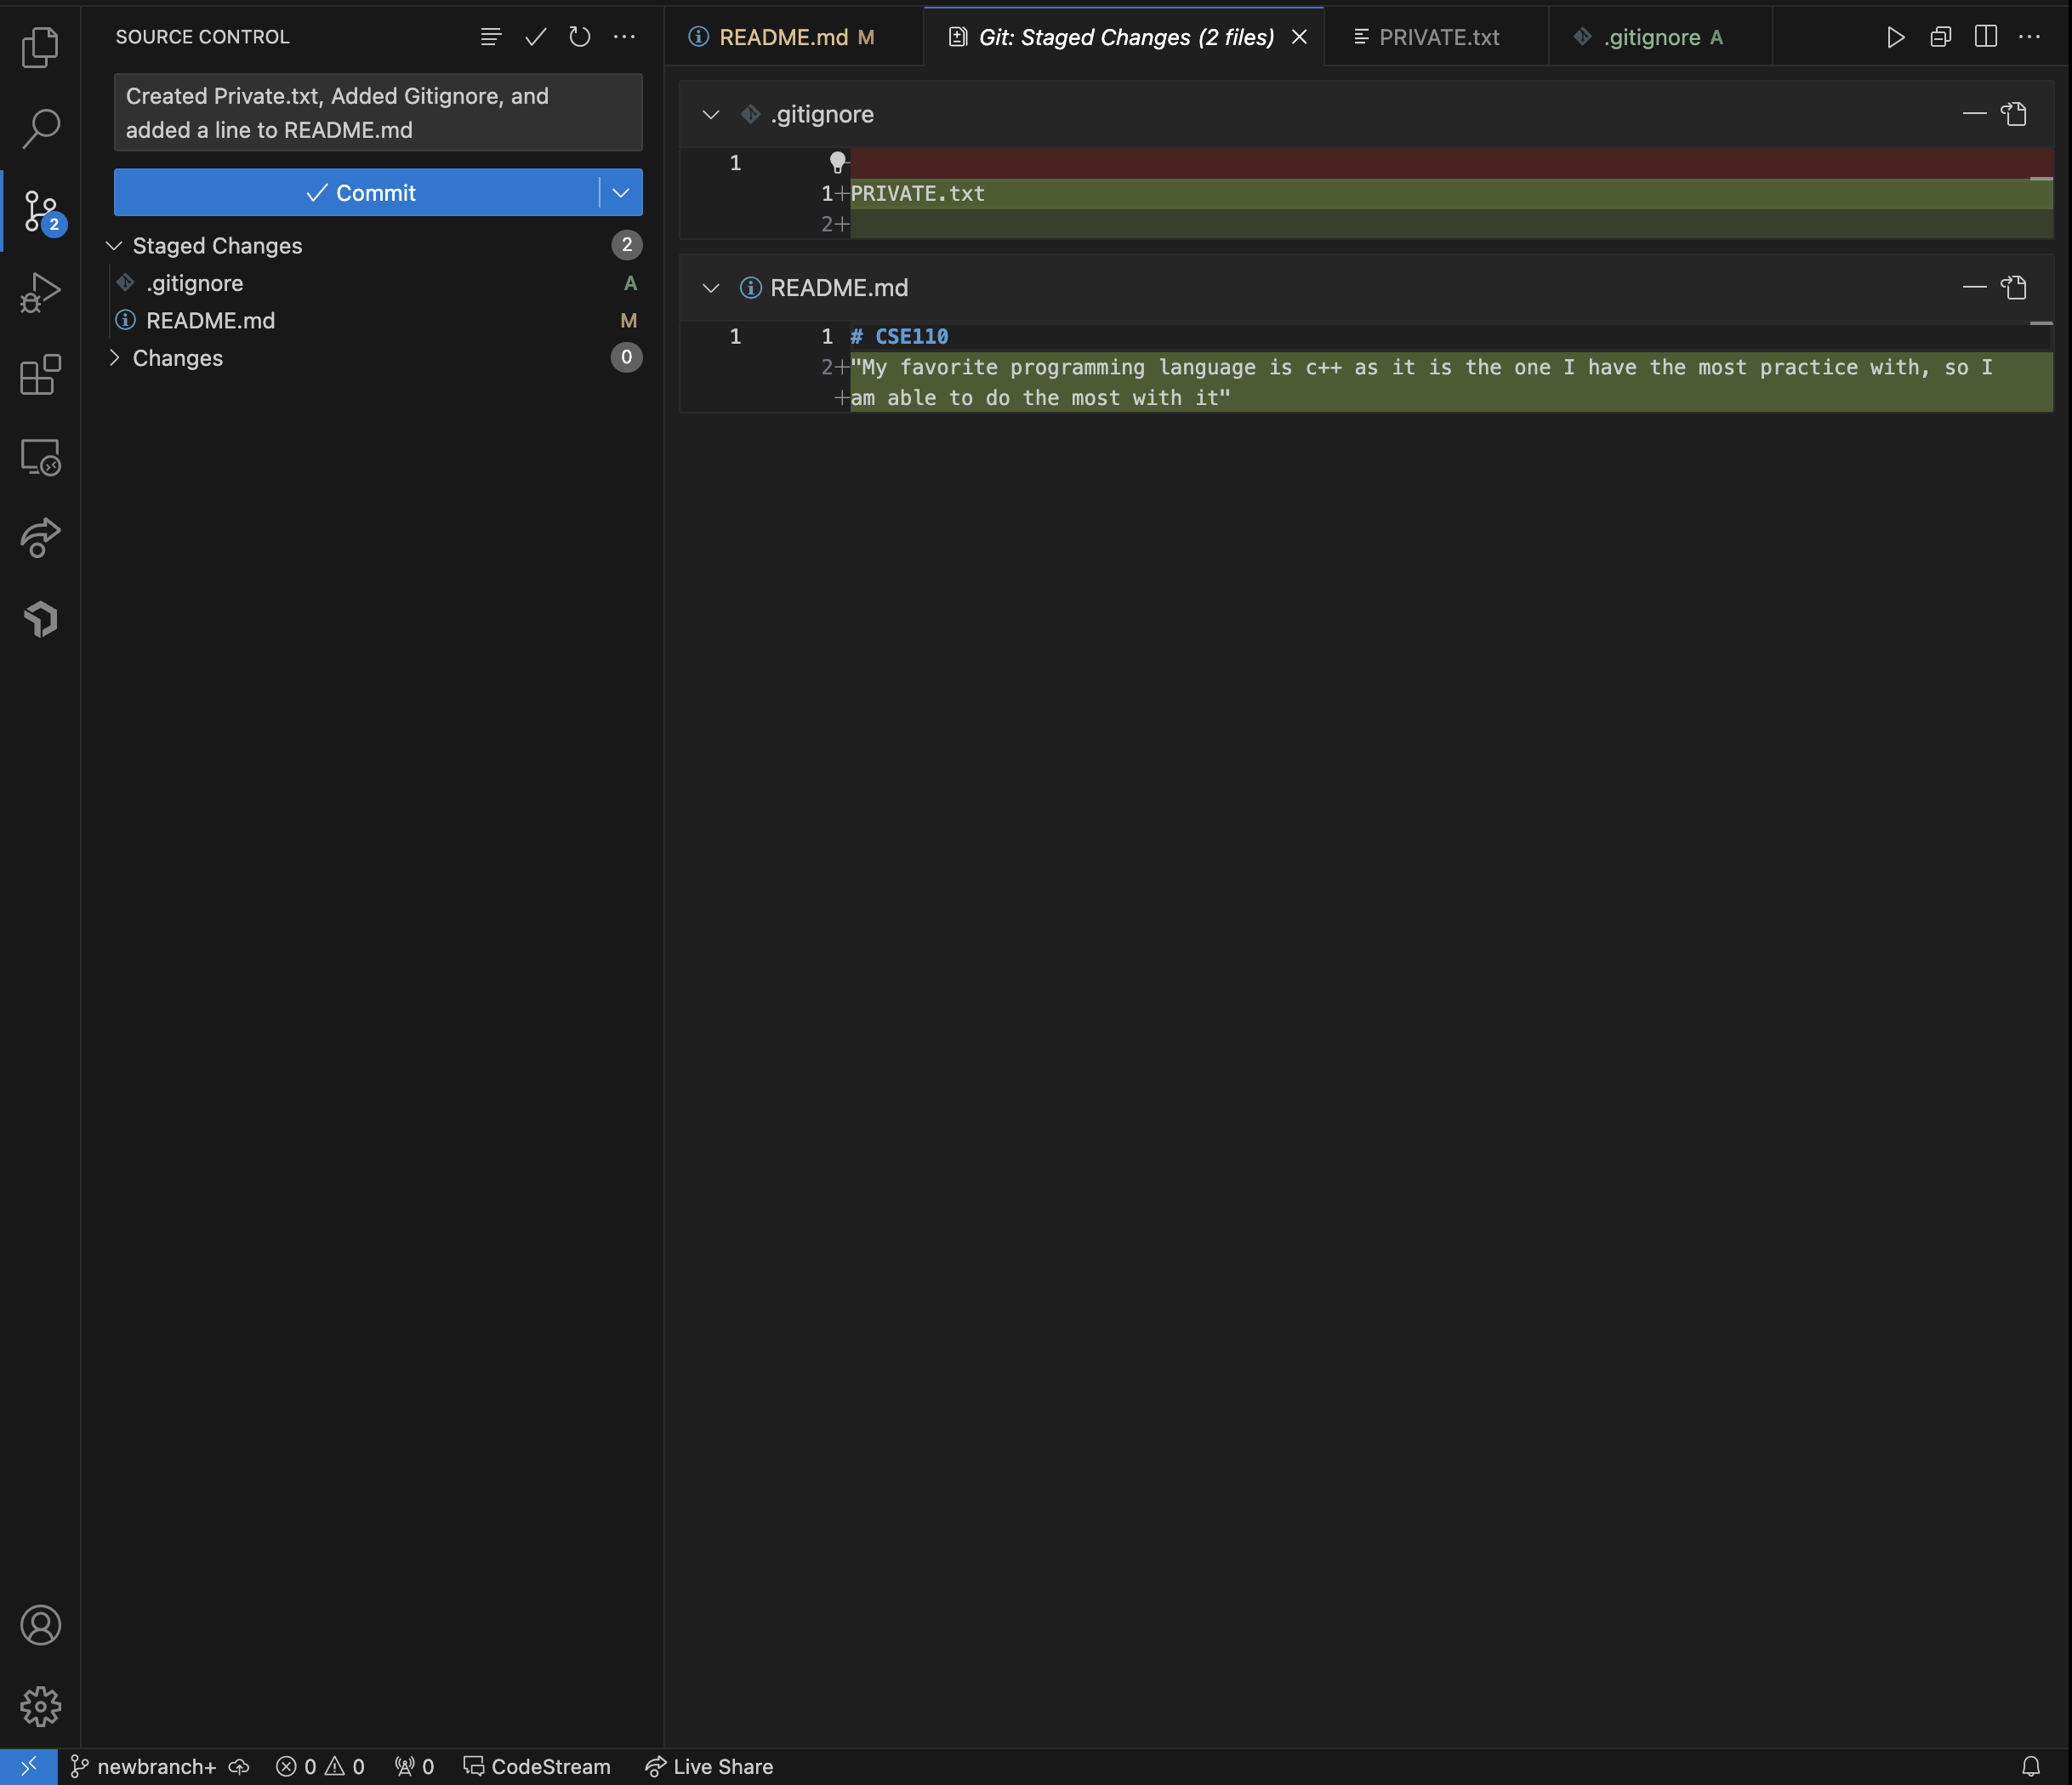 SOURCE CONTROL
Created Private.txt, Added Gitignore, and
added a line to README.md
Commit
Staged Changes 2
.gitignore A
README.md M
Changes 0
2
README.md M
Git: Staged Changes (2 files)
PRIVATE.txt
.gitignore A
.gitignore
1
1+PRIVATE.txt
2+
README.md
1 1 # CSE110
2+"My favorite programming language is c++ as it is the one I have the most practice with, so I
+am able to do the most with it"
newbranch+ 0 0 0 CodeStream Live Share